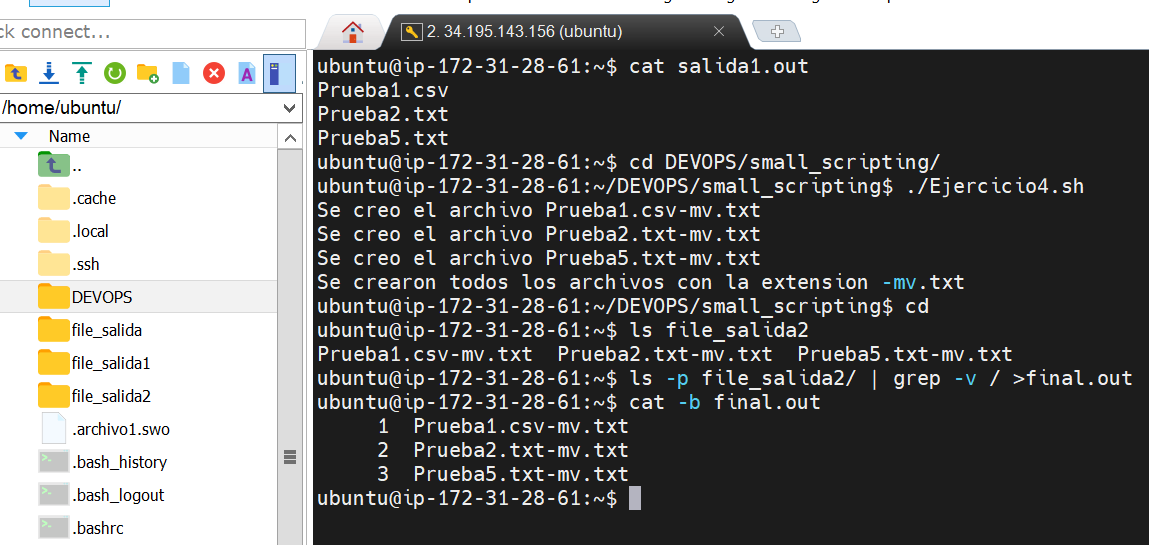 ck connect...
2. 34.195.143.156 (ubuntu)
/home/ubuntu/
Name
..
.cache
.local
.ssh
DEVOPS
file_salida
file_salida1
file_salida2
.archivo1.swo
.bash_history
.bash_logout
.bashrc
ubuntu@ip-172-31-28-61:~$ cat salida1.out
Prueba1.csv
Prueba2.txt
Prueba5.txt
ubuntu@ip-172-31-28-61:~$ cd DEVOPS/small_scripting/
ubuntu@ip-172-31-28-61:~/DEVOPS/small_scripting$ ./Ejercicio4.sh
Se creo el archivo Prueba1.csv-mv.txt
Se creo el archivo Prueba2.txt-mv.txt
Se creo el archivo Prueba5.txt-mv.txt
Se crearon todos los archivos con la extension -mv.txt
ubuntu@ip-172-31-28-61:~/DEVOPS/small_scripting$ cd
ubuntu@ip-172-31-28-61:~$ ls file_salida2
Prueba1.csv-mv.txt  Prueba2.txt-mv.txt  Prueba5.txt-mv.txt
ubuntu@ip-172-31-28-61:~$ ls -p file_salida2/ | grep -v / >final.out
ubuntu@ip-172-31-28-61:~$ cat -b final.out
     1  Prueba1.csv-mv.txt
     2  Prueba2.txt-mv.txt
     3  Prueba5.txt-mv.txt
ubuntu@ip-172-31-28-61:~$